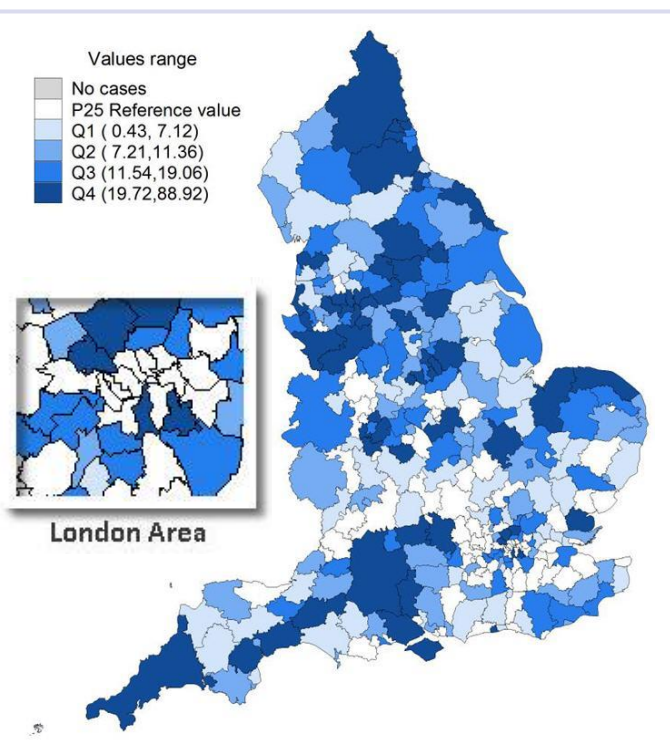 Values range
No cases
P25 Reference value
Q1 ( 0.43, 7.12)
Q2 ( 7.21,11.36)
Q3 (11.54,19.06)
Q4 (19.72,88.92)
London Area